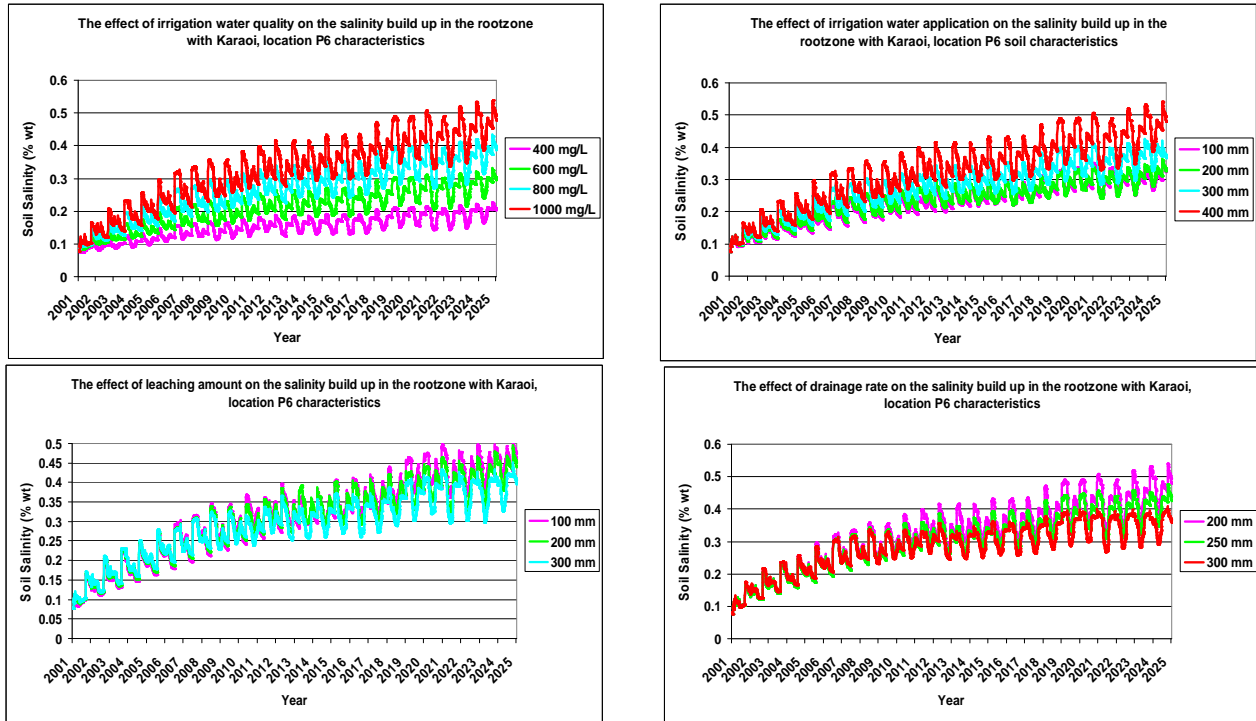 The effect of irrigation water quality on the salinity build up in the rootzone
with Karaoi, location P6 characteristics
Soil Salinity (% wt)
0.6
0.5
0.4
0.3
0.2
0.1
0
400 mg/L
600 mg/L
800 mg/L
1000 mg/L
2001 2002 2003 2004 2005 2006 2007 2008 2009 2010 2011 2012 2013 2014 2015 2016 2017 2018 2019 2020 2021 2022 2023 2024 2025
Year
The effect of irrigation water application on the salinity build up in the
rootzone with Karaoi, location P6 soil characteristics
Soil Salinity (% wt)
0.6
0.5
0.4
0.3
0.2
0.1
0
100 mm
200 mm
300 mm
400 mm
2001 2002 2003 2004 2005 2006 2007 2008 2009 2010 2011 2012 2013 2014 2015 2016 2017 2018 2019 2020 2021 2022 2023 2024 2025
Year
The effect of leaching amount on the salinity build up in the rootzone with Karaoi,
location P6 characteristics
Soil Salinity (% wt)
0.5
0.45
0.4
0.35
0.3
0.25
0.2
0.15
0.1
0.05
0
100 mm
200 mm
300 mm
2001 2002 2003 2004 2005 2006 2007 2008 2009 2010 2011 2012 2013 2014 2015 2016 2017 2018 2019 2020 2021 2022 2023 2024 2025
Year
The effect of drainage rate on the salinity build up in the rootzone with Karaoi,
location P6 characteristics
Soil Salinity (% wt)
0.6
0.5
0.4
0.3
0.2
0.1
0
200 mm
250 mm
300 mm
2001 2002 2003 2004 2005 2006 2007 2008 2009 2010 2011 2012 2013 2014 2015 2016 2017 2018 2019 2020 2021 2022 2023 2024 2025
Year